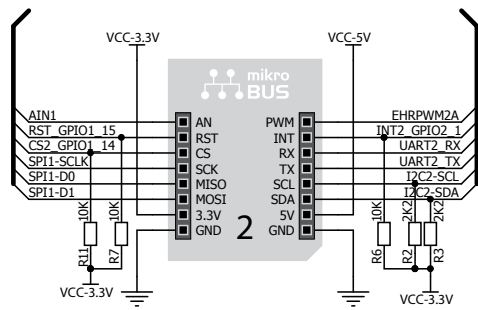 VCC-3.3V
VCC-5V
mikro
BUS
AIN1
AN
PWM
EHRPWM2A
RST_GPIO1_15
RST
INT
INT2_GPIO2_1
CS2_GPIO1_14
CS
RX
UART2_RX
SPI1-SCLK
SCK
TX
UART2_TX
SPI1-D0
MISO
SCL
I2C2-SCL
SPI1-D1
MOSI
SDA
I2C2-SDA
3.3V
5V
GND
2
GND
10K
10K
10K
2K2
2K2
R11
R7
R6
R2
R3
VCC-3.3V
VCC-3.3V